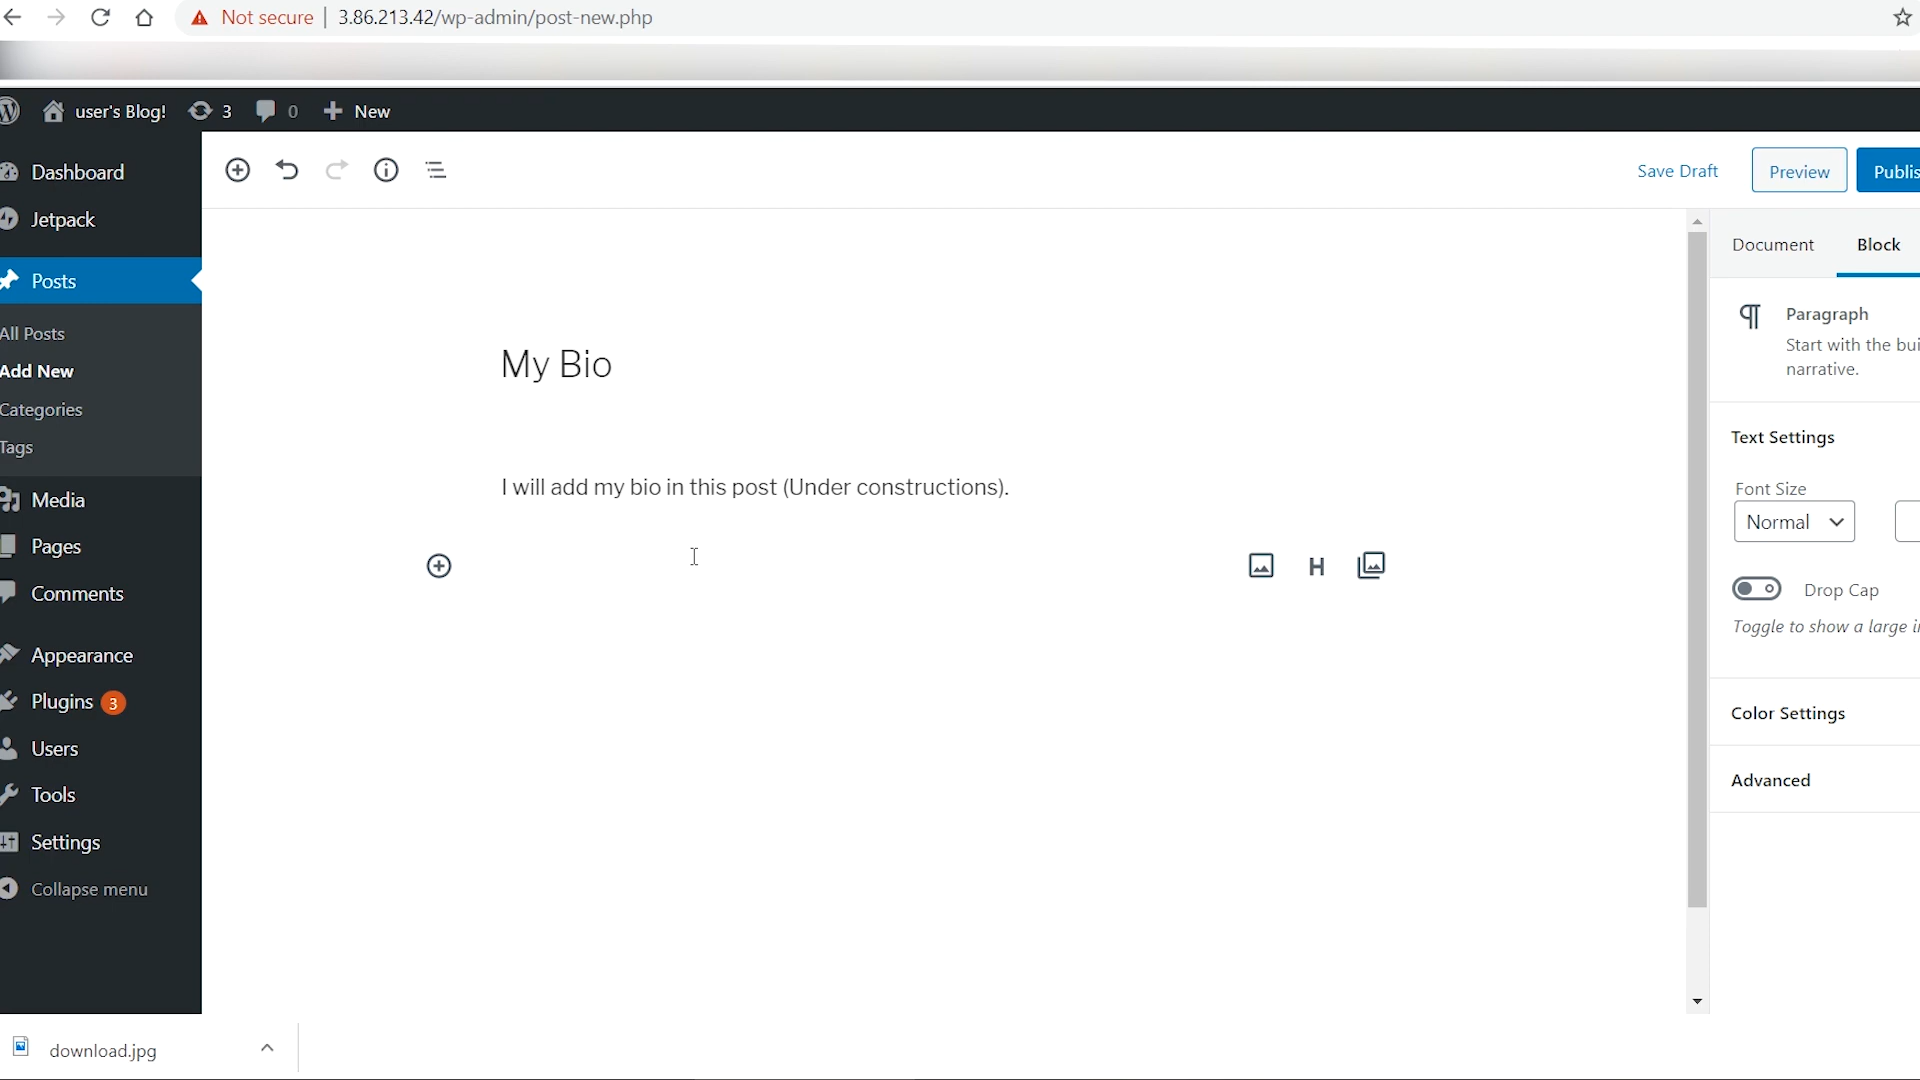 Not secure | 3.86.213.42/wp-admin/post-new.php
user's Blog! 3 0 New
Dashboard
Jetpack
Posts
All Posts
Add New
Categories
Tags
Media
Pages
Comments
Appearance
Plugins 3
Users
Tools
Settings
Collapse menu
Save Draft Preview Publis
My Bio
I will add my bio in this post (Under constructions).
H
Document Block
Paragraph
Start with the bui
narrative.
Text Settings
Font Size
Normal
Drop Cap
Toggle to show a large i
Color Settings
Advanced
download.jpg